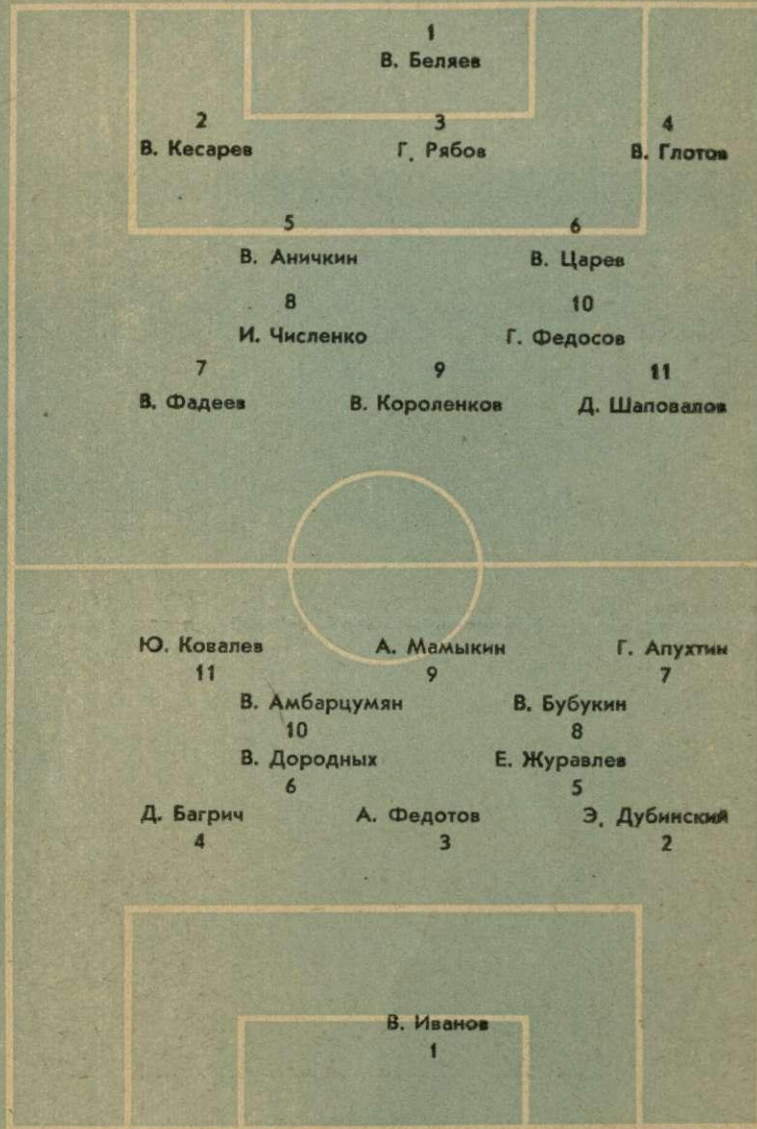 1
В. Беляев
2 3 4
В. Кесарев Г. Рябов В. Глотов
5 6
В. Аничкин В. Царев
8 10
И. Численко Г. Федосов
7 9 11
В. Фадеев В. Короленков Д. Шаповалов
Ю. Ковалев А. Мамыкин Г. Апухтин
11 9 7
В. Амбарцумян В. Бубукин
10 8
В. Дородных Е. Журавлев
6 5
Д. Багрич А. Федотов Э. Дубинский
4 3 2
В. Иванов
1